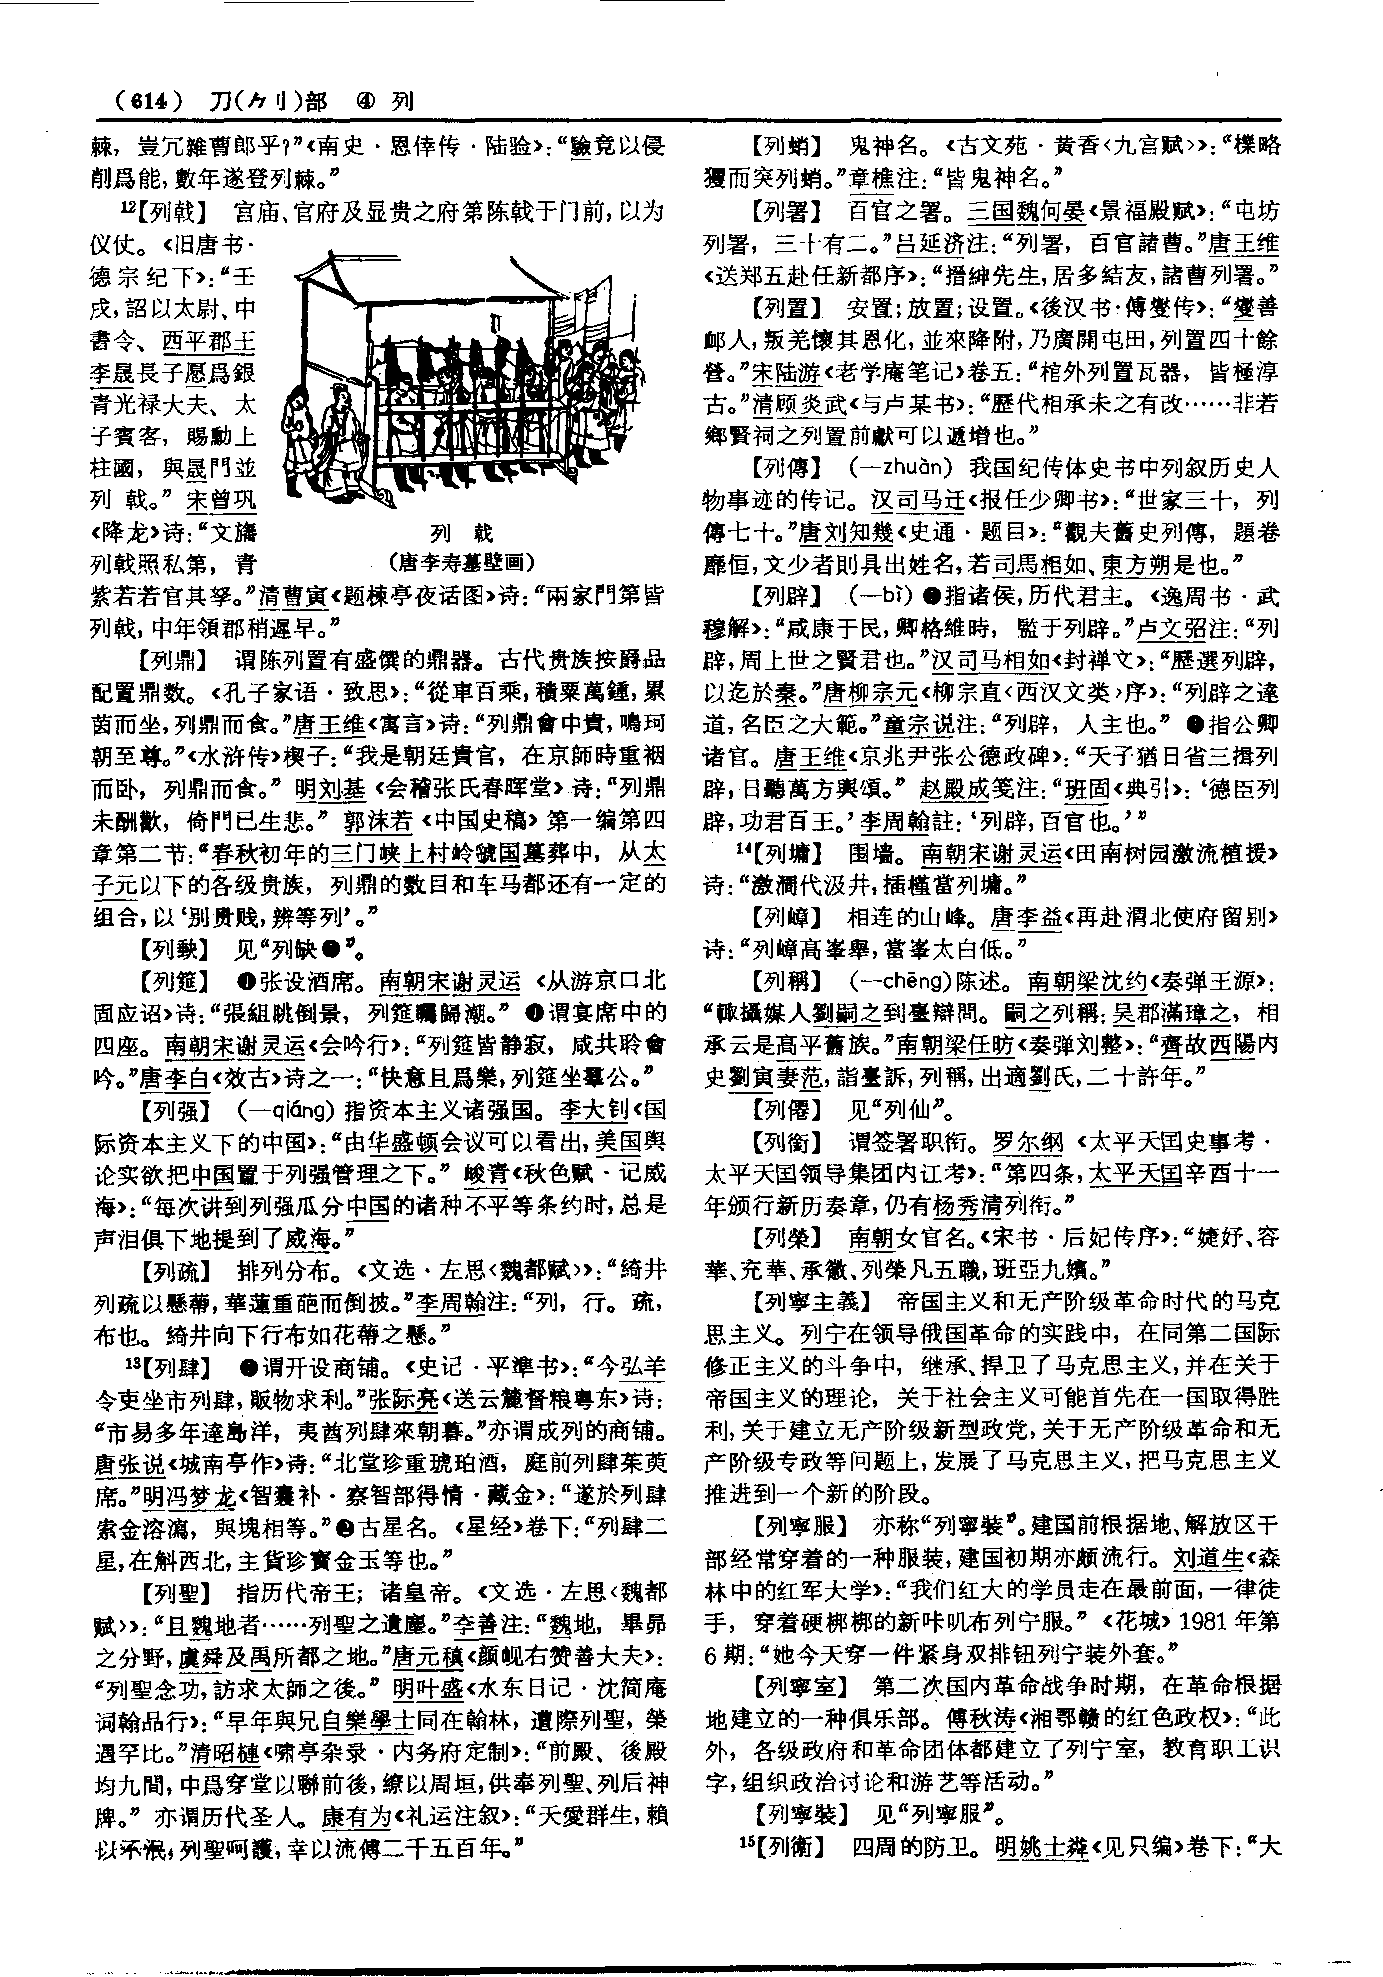 （614） 刀(⺈刂)部 ④ 列
棘，豈冗雜曹郎乎？”《南史·恩倖传·陆验》：“驗竞以侵
削爲能，數年遂登列棘。”
12【列戟】 宫庙、官府及显贵之府第陈戟于门前，以为
仪仗。《旧唐书·
德宗纪下》：“壬
戌，詔以太尉、中
書令、西平郡王
李晟長子愿爲銀
青光禄大夫、太
子賓客，賜勳上
柱國，與晟門並
列戟。”宋曾巩
《降龙》诗：“文旛
列戟照私第，青
列 戟
（唐李寿墓壁画）
紫若若官其孥。”清曹寅《题楝亭夜话图》诗：“兩家門第皆
列戟，中年領郡稍遲早。”
【列鼎】 谓陈列置有盛馔的鼎器。古代贵族按爵品
配置鼎数。《孔子家语·致思》：“從車百乘，積粟萬鍾，累
茵而坐，列鼎而食。”唐王维《寓言》诗：“列鼎會中貴，鳴珂
朝至尊。”《水浒传》楔子：“我是朝廷貴官，在京師時重裀
而卧，列鼎而食。”明刘基《会稽张氏春晖堂》诗：“列鼎
未酬歡，倚門已生悲。”郭沫若《中国史稿》第一编第四
章第二节：“春秋初年的三门峡上村岭虢国墓葬中，从太
子元以下的各级贵族，列鼎的数目和车马都还有一定的
组合，以‘别贵贱，辨等列’。”
【列㱂】 见“列缺❶”。
【列筵】 ❶张设酒席。南朝宋谢灵运《从游京口北
固应诏》诗：“張組眺倒景，列筵矚歸潮。”❷谓宴席中的
四座。南朝宋谢灵运《会吟行》：“列筵皆静寂，咸共聆會
吟。”唐李白《效古》诗之一：“快意且爲樂，列筵坐羣公。”
【列强】 （—qiáng）指资本主义诸强国。李大钊《国
际资本主义下的中国》：“由华盛顿会议可以看出，美国舆
论实欲把中国置于列强管理之下。”峻青《秋色赋·记威
海》：“每次讲到列强瓜分中国的诸种不平等条约时，总是
声泪俱下地提到了威海。”
【列疏】 排列分布。《文选·左思〈魏都赋〉》：“绮井
列疏以懸蔕，華蓮重葩而倒披。”李周翰注：“列，行。疏，
布也。绮井向下行布如花蔕之懸。”
13【列肆】 ❶谓开设商铺。《史记·平準书》：“今弘羊
令吏坐市列肆，販物求利。”张际亮《送云麓督粮粤东》诗：
“市易多年達島洋，夷酋列肆來朝暮。”亦谓成列的商铺。
唐张说《城南亭作》诗：“北堂珍重琥珀酒，庭前列肆茱萸
席。”明冯梦龙《智囊补·察智部得情·藏金》：“遂於列肆
索金溶瀉，與塊相等。”❷古星名。《星经》卷下：“列肆二
星，在斛西北，主貨珍寶金玉等也。”
【列聖】 指历代帝王；诸皇帝。《文选·左思〈魏都
赋〉》：“且魏地者……列聖之遺塵。”李善注：“魏地，畢昴
之分野，虞舜及禹所都之地。”唐元稹《颜岘右赞善大夫》：
“列聖念功，訪求太師之後。”明叶盛《水东日记·沈简庵
词翰品行》：“早年與兄自樂學士同在翰林，遭際列聖，榮
遇罕比。”清昭槤《啸亭杂录·内务府定制》：“前殿、後殿
均九間，中爲穿堂以聯前後，繚以周垣，供奉列聖、列后神
牌。”亦谓历代圣人。康有为《礼运注叙》：“天愛群生，賴
以不泯，列聖呵護，幸以流傳二千五百年。”
【列蛸】 鬼神名。《古文苑·黄香〈九宫赋〉》：“檏略
獿而突列蛸。”章樵注：“皆鬼神名。”
【列署】 百官之署。三国魏何晏《景福殿赋》：“屯坊
列署，三十有二。”吕延济注：“列署，百官諸曹。”唐王维
《送郑五赴任新都序》：“搢紳先生，居多結友，諸曹列署。”
【列置】 安置；放置；设置。《後汉书·傅燮传》：“燮善
卹人，叛羌懷其恩化，並來降附，乃廣開屯田，列置四十餘
營。”宋陆游《老学庵笔记》卷五：“棺外列置瓦器，皆極淳
古。”清顾炎武《与卢某书》：“歷代相承未之有改……非若
鄉賢祠之列置前獻可以遞增也。”
【列傳】 （—zhuàn）我国纪传体史书中列叙历史人
物事迹的传记。汉司马迁《报任少卿书》：“世家三十，列
傳七十。”唐刘知幾《史通·题目》：“觀夫舊史列傳，題卷
靡恒，文少者則具出姓名，若司馬相如、東方朔是也。”
【列辟】 （—bì）❶指诸侯，历代君主。《逸周书·武
穆解》：“咸康于民，卿格維時，監于列辟。”卢文弨注：“列
辟，周上世之賢君也。”汉司马相如《封禅文》：“歷選列辟，
以迄於秦。”唐柳宗元《柳宗直〈西汉文类〉序》：“列辟之達
道，名臣之大範。”童宗说注：“列辟，人主也。”❷指公卿
诸官。唐王维《京兆尹张公德政碑》：“天子猶日省三揖列
辟，日聽萬方輿頌。”赵殿成笺注：“班固《典引》：‘德臣列
辟，功君百王。’李周翰註：‘列辟，百官也。’”
14【列墉】 围墙。南朝宋谢灵运《田南树园激流植援》
诗：“激澗代汲井，插槿當列墉。”
【列嶂】 相连的山峰。唐李益《再赴渭北使府留别》
诗：“列嶂高峯舉，當峯太白低。”
【列稱】 （—chēng）陈述。南朝梁沈约《奏弹王源》：
“輒攝媒人劉嗣之到臺辯問。嗣之列稱：吴郡滿璋之，相
承云是高平舊族。”南朝梁任昉《奏弹刘整》：“齊故西陽内
史劉寅妻范，詣臺訴，列稱，出適劉氏，二十許年。”
【列僊】 见“列仙”。
【列銜】 谓签署职衔。罗尔纲《太平天国史事考·
太平天国领导集团内讧考》：“第四条，太平天国辛酉十一
年颁行新历奏章，仍有杨秀清列衔。”
【列榮】 南朝女官名。《宋书·后妃传序》：“婕妤、容
華、充華、承徽、列榮凡五職，班亞九嬪。”
【列寧主義】 帝国主义和无产阶级革命时代的马克
思主义。列宁在领导俄国革命的实践中，在同第二国际
修正主义的斗争中，继承、捍卫了马克思主义，并在关于
帝国主义的理论，关于社会主义可能首先在一国取得胜
利，关于建立无产阶级新型政党，关于无产阶级革命和无
产阶级专政等问题上，发展了马克思主义，把马克思主义
推进到一个新的阶段。
【列寧服】 亦称“列寧裝”。建国前根据地、解放区干
部经常穿着的一种服装，建国初期亦颇流行。刘道生《森
林中的红军大学》：“我们红大的学员走在最前面，一律徒
手，穿着硬梆梆的新咔叽布列宁服。”《花城》1981年第
6期：“她今天穿一件紧身双排钮列宁装外套。”
【列寧室】 第二次国内革命战争时期，在革命根据
地建立的一种俱乐部。傅秋涛《湘鄂赣的红色政权》：“此
外，各级政府和革命团体都建立了列宁室，教育职工识
字，组织政治讨论和游艺等活动。”
【列寧裝】 见“列寧服”。
15【列衛】 四周的防卫。明姚士粦《见只编》卷下：“大